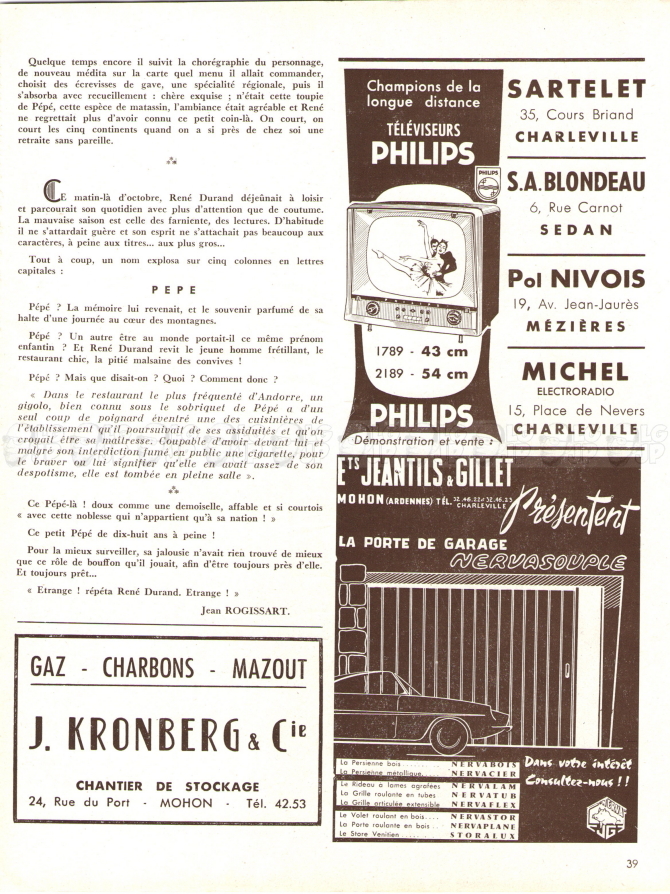 Quelque temps encore il suivit la chorégraphie du personnage,
de nouveau médita sur la carte quel menu il allait commander,
choisit des écrevisses de gave, une spécialité régionale, puis il
s'absorba avec recueillement : chère exquise ; n'était cette toupie
de Pépé, cette espèce de matassin, l'ambiance était agréable et René
ne regrettait plus d'avoir connu ce petit coin-là. On court, on
court les cinq continents quand on a si près de chez soi une
retraite sans pareille.
CE matin-là d'octobre, René Durand déjeûnait à loisir
et parcourait son quotidien avec plus d'attention que de coutume.
La mauvaise saison est celle des farniente, des lectures. D'habitude
il ne s'attardait guère et son esprit ne s'attachait pas beaucoup aux
caractères, à peine aux titres... aux plus gros...
Tout à coup, un nom explosa sur cinq colonnes en lettres
capitales :
PEPE
Pépé ? La mémoire lui revenait, et le souvenir parfumé de sa
halte d'une journée au cœur des montagnes.
Pépé ? Un autre être au monde portait-il ce même prénom
enfantin ? Et René Durand revit le jeune homme frétillant, le
restaurant chic, la pitié malsaine des convives !
Pépé ? Mais que disait-on ? Quoi ? Comment donc ?
« Dans le restaurant le plus fréquenté d'Andorre, un
gigolo, bien connu sous le sobriquet de Pépé a d'un
seul coup de poignard éventré une des cuisinières de
l'établissement qu'il poursuivait de ses assiduités et qu'on
croyait être sa maîtresse. Coupable d'avoir devant lui et
malgré son interdiction fumé en public une cigarette, pour
le braver ou lui signifier qu'elle en avait assez de son
despotisme, elle est tombée en pleine salle ».
Ce Pépé-là ! doux comme une demoiselle, affable et si courtois
« avec cette noblesse qui n'appartient qu'à sa nation ! »
Ce petit Pépé de dix-huit ans à peine !
Pour la mieux surveiller, sa jalousie n'avait rien trouvé de mieux
que ce rôle de bouffon qu'il jouait, afin d'être toujours près d'elle.
Et toujours prêt...
« Etrange ! répéta René Durand. Etrange ! »
Jean ROGISSART.
GAZ - CHARBONS - MAZOUT
J. KRONBERG & Cie
CHANTIER DE STOCKAGE
24, Rue du Port - MOHON - Tél. 42.53
Champions de la
longue distance
TÉLÉVISEURS
PHILIPS
PHILIPS
1789 - 43 cm
2189 - 54 cm
PHILIPS
Démonstration et vente :
SARTELET
35, Cours Briand
CHARLEVILLE
S.A. BLONDEAU
6, Rue Carnot
SEDAN
Pol NIVOIS
19, Av. Jean-Jaurès
MÉZIÈRES
MICHEL
ELECTRORADIO
15, Place de Nevers
CHARLEVILLE
ETS JEANTILS & GILLET
MOHON (ARDENNES) TÉL. 32.46.22 et 32.46.23
CHARLEVILLE
Présentent
LA PORTE DE GARAGE
NERVASOUPLE
La Persienne bois.......... NERVABOIS
La Persienne métallique..... NERVACIER
Le Rideau à lames agrafées NERVALAM
La Grille roulante en tubes NERVATUB
La Grille articulée extensible NERVAFLEX
Le Volet roulant en bois.... NERVASTOR
La Porte roulante en bois.. NERVAPLANE
Le Store Vénitien.......... STORALUX
Dans votre intérêt
Consultez-nous !!
39